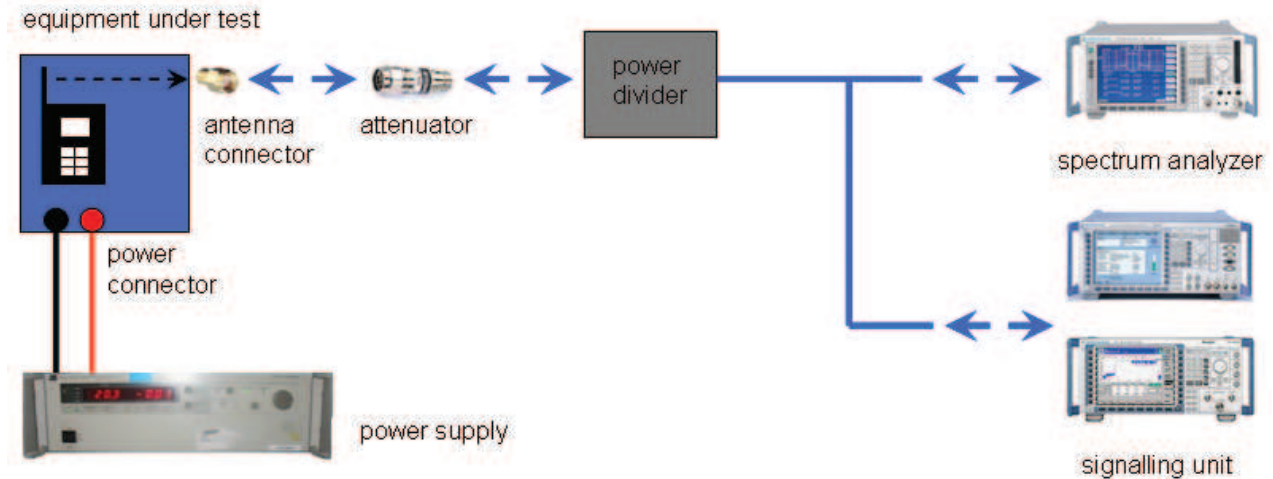 equipment under test
antenna
connector
attenuator
power
divider
spectrum analyzer
power
connector
power supply
signalling unit